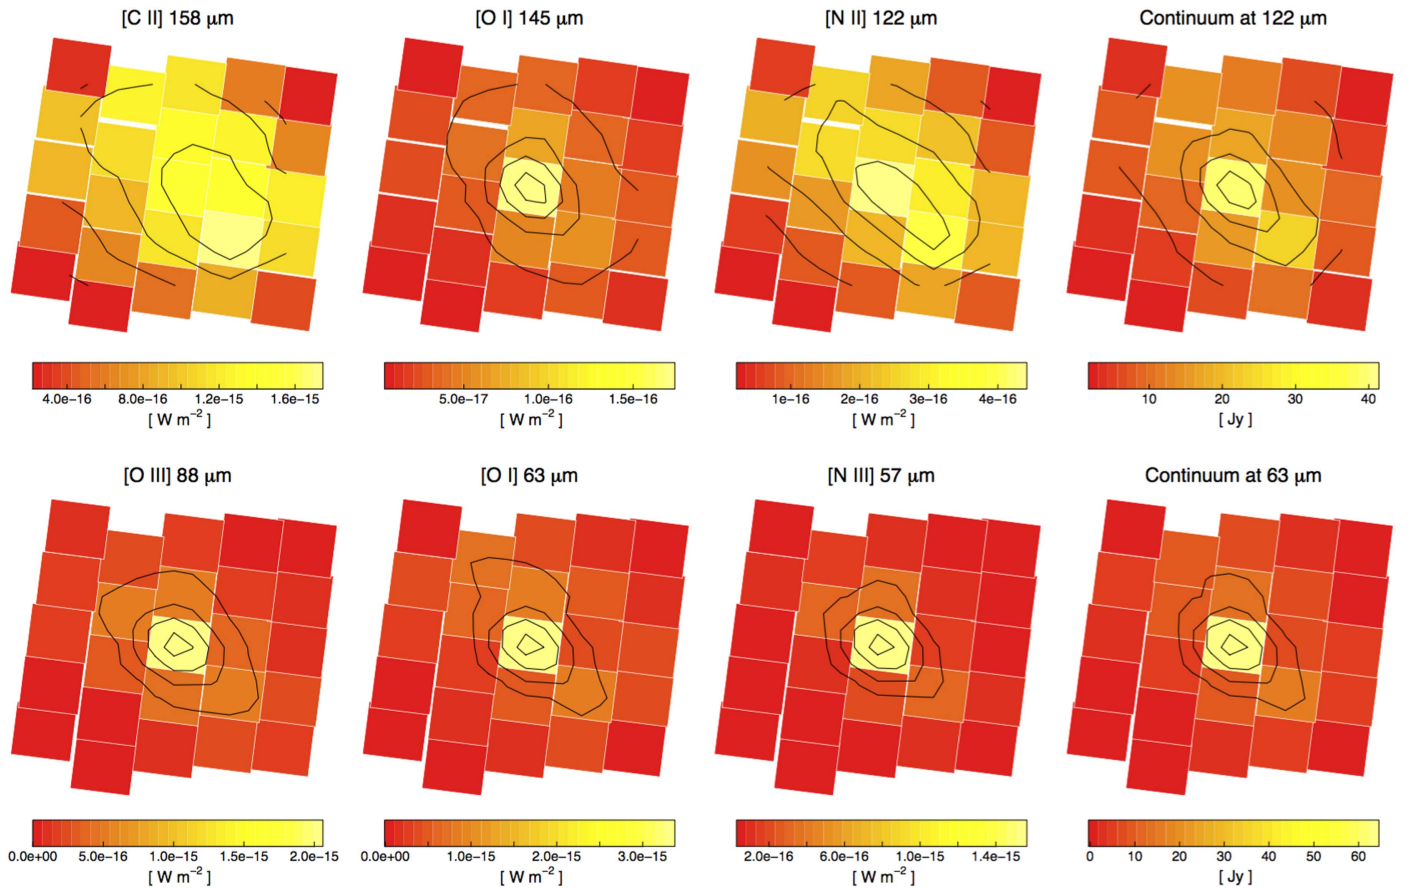 [C II] 158 μm
[O I] 145 μm
[N II] 122 μm
Continuum at 122 μm
4.0e-16 8.0e-16 1.2e-15 1.6e-15
5.0e-17 1.0e-16 1.5e-16
1e-16 2e-16 3e-16 4e-16
10 20 30 40
[ W m⁻² ]
[ W m⁻² ]
[ W m⁻² ]
[ Jy ]
[O III] 88 μm
[O I] 63 μm
[N III] 57 μm
Continuum at 63 μm
0.0e+00 5.0e-16 1.0e-15 1.5e-15 2.0e-15
0.0e+00 1.0e-15 2.0e-15 3.0e-15
2.0e-16 6.0e-16 1.0e-15 1.4e-15
0 10 20 30 40 50 60
[ W m⁻² ]
[ W m⁻² ]
[ W m⁻² ]
[ Jy ]